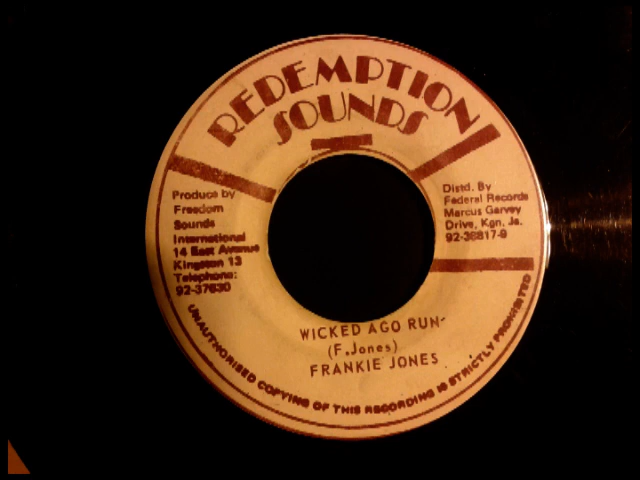 REDEMPTION
SOUNDS
Produce by
Freedom
Sounds
International
14 East Avenue
Kingston 13
Telephone:
92-37630
Distd. By
Federal Records
Marcus Garvey
Drive, Kgn. Ja.
92-38817-9
WICKED AGO RUN
(F.Jones)
FRANKIE JONES
UNAUTHORISED COPYING OF THIS RECORDING IS STRICTLY PROHIBITED